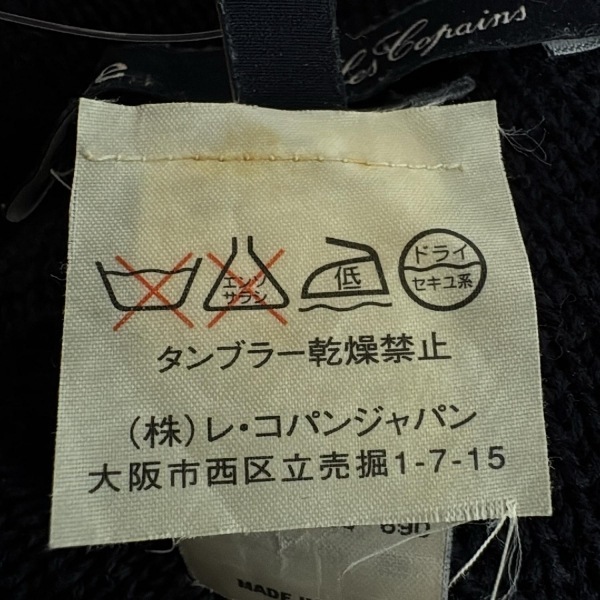 les Copains
エンソ
サラシ
低
ドライ
セキユ系
タンブラー乾燥禁止
(株)レ・コパンジャパン
大阪市西区立売掘1-7-15
MADE